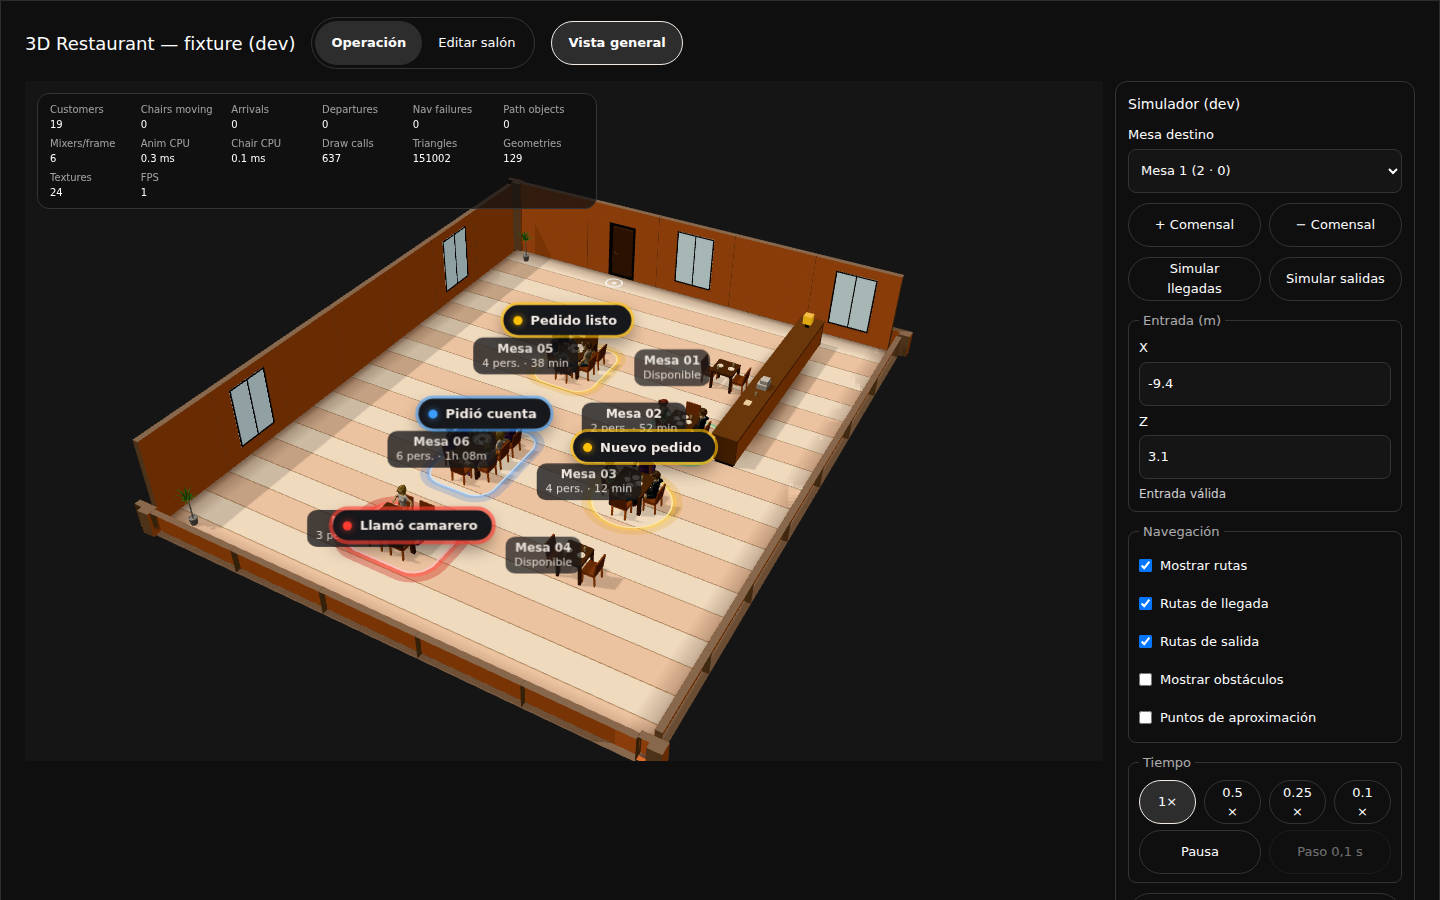 3D Restaurant — fixture (dev)
Operación
Editar salón
Vista general
Customers
19
Chairs moving
0
Arrivals
0
Departures
0
Nav failures
0
Path objects
0
Mixers/frame
6
Anim CPU
0.3 ms
Chair CPU
0.1 ms
Draw calls
637
Triangles
151002
Geometries
129
Textures
24
FPS
1
Pedido listo
Mesa 05
4 pers. · 38 min
Mesa 01
Disponible
Pidió cuenta
Mesa 02
2 pers. · 52 min
Mesa 06
6 pers. · 1h 08m
Nuevo pedido
Mesa 03
4 pers. · 12 min
Llamó camarero
3 p
Mesa 04
Disponible
Simulador (dev)
Mesa destino
Mesa 1 (2 · 0)
+ Comensal
− Comensal
Simular
llegadas
Simular salidas
Entrada (m)
X
-9.4
Z
3.1
Entrada válida
Navegación
Mostrar rutas
Rutas de llegada
Rutas de salida
Mostrar obstáculos
Puntos de aproximación
Tiempo
1×
0.5
×
0.25
×
0.1
×
Pausa
Paso 0,1 s